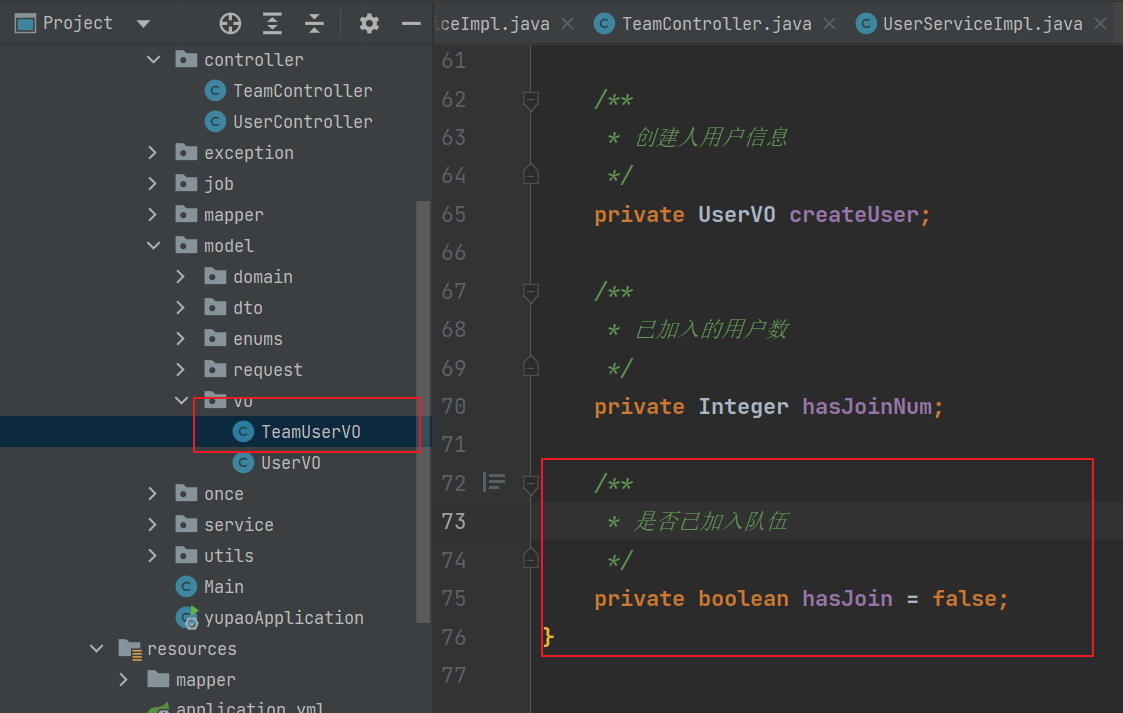 Project
controller
TeamController
UserController
exception
job
mapper
model
domain
dto
enums
request
vo
TeamUserVO
UserVO
once
service
utils
Main
yupaoApplication
resources
mapper
application.yml
ceImpl.java
TeamController.java
UserServiceImpl.java
61
62 /**
63 * 创建人用户信息
64 */
65 private UserVO createUser;
66
67 /**
68 * 已加入的用户数
69 */
70 private Integer hasJoinNum;
71
72 /**
73 * 是否已加入队伍
74 */
75 private boolean hasJoin = false;
76 }
77